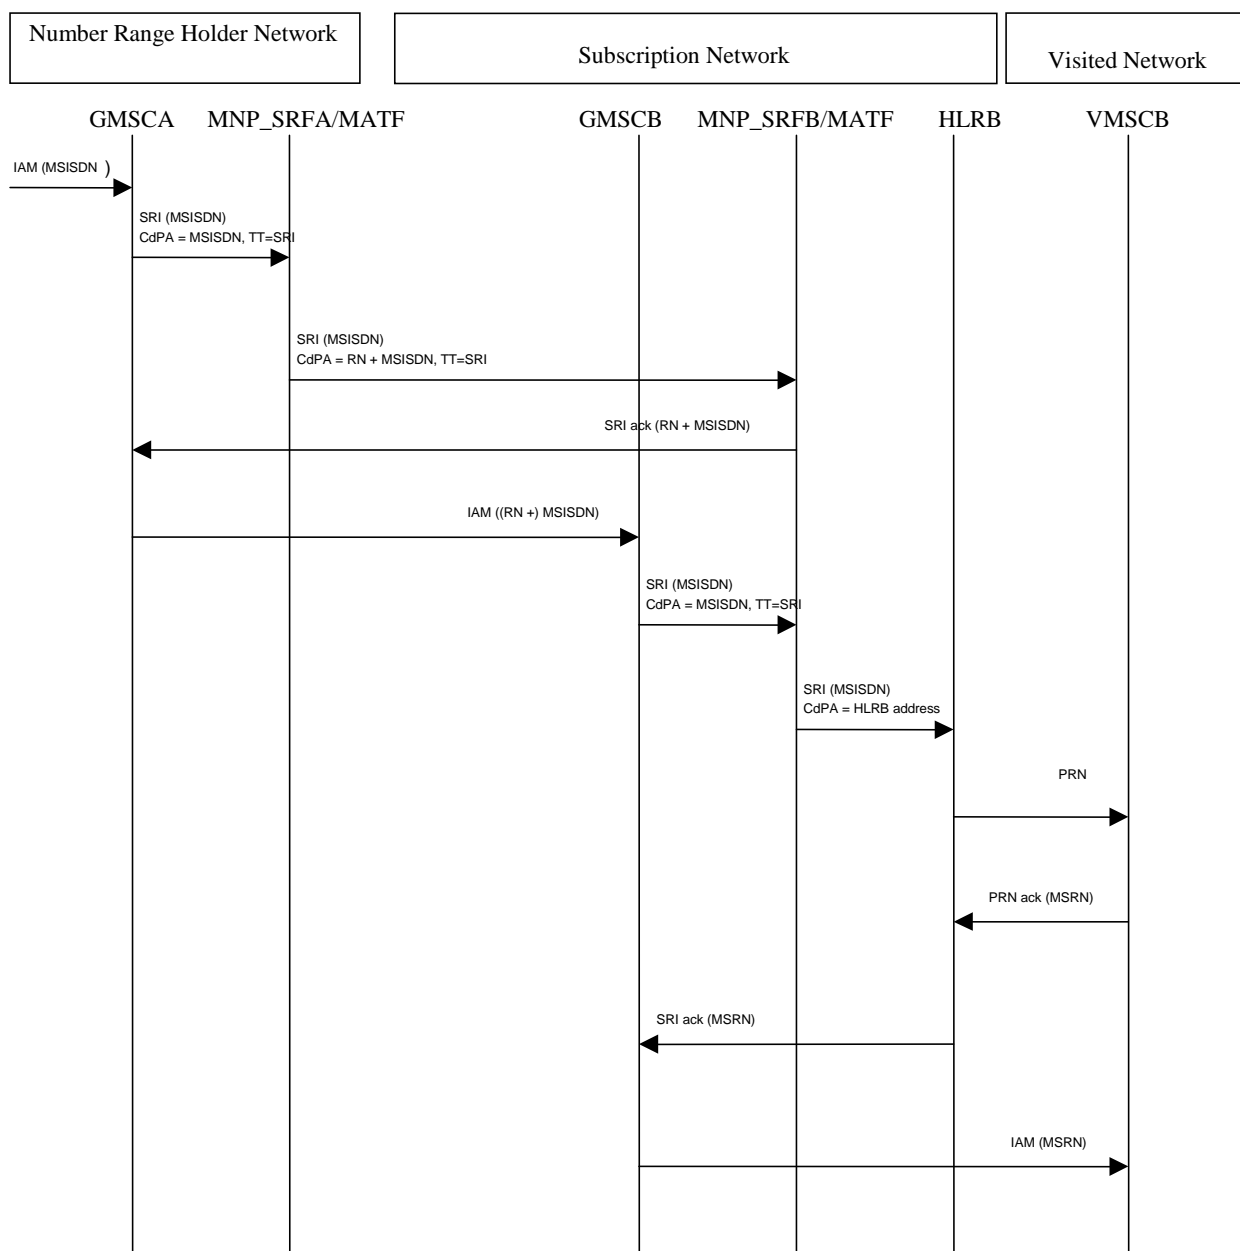 Number Range Holder Network
Subscription Network
Visited Network
GMSCA
MNP_SRFA/MATF
GMSCB
MNP_SRFB/MATF
HLRB
VMSCB
IAM (MSISDN )
SRI (MSISDN)
CdPA = MSISDN, TT=SRI
SRI (MSISDN)
CdPA = RN + MSISDN, TT=SRI
SRI ack (RN + MSISDN)
IAM ((RN +) MSISDN)
SRI (MSISDN)
CdPA = MSISDN, TT=SRI
SRI (MSISDN)
CdPA = HLRB address
PRN
PRN ack (MSRN)
SRI ack (MSRN)
IAM (MSRN)